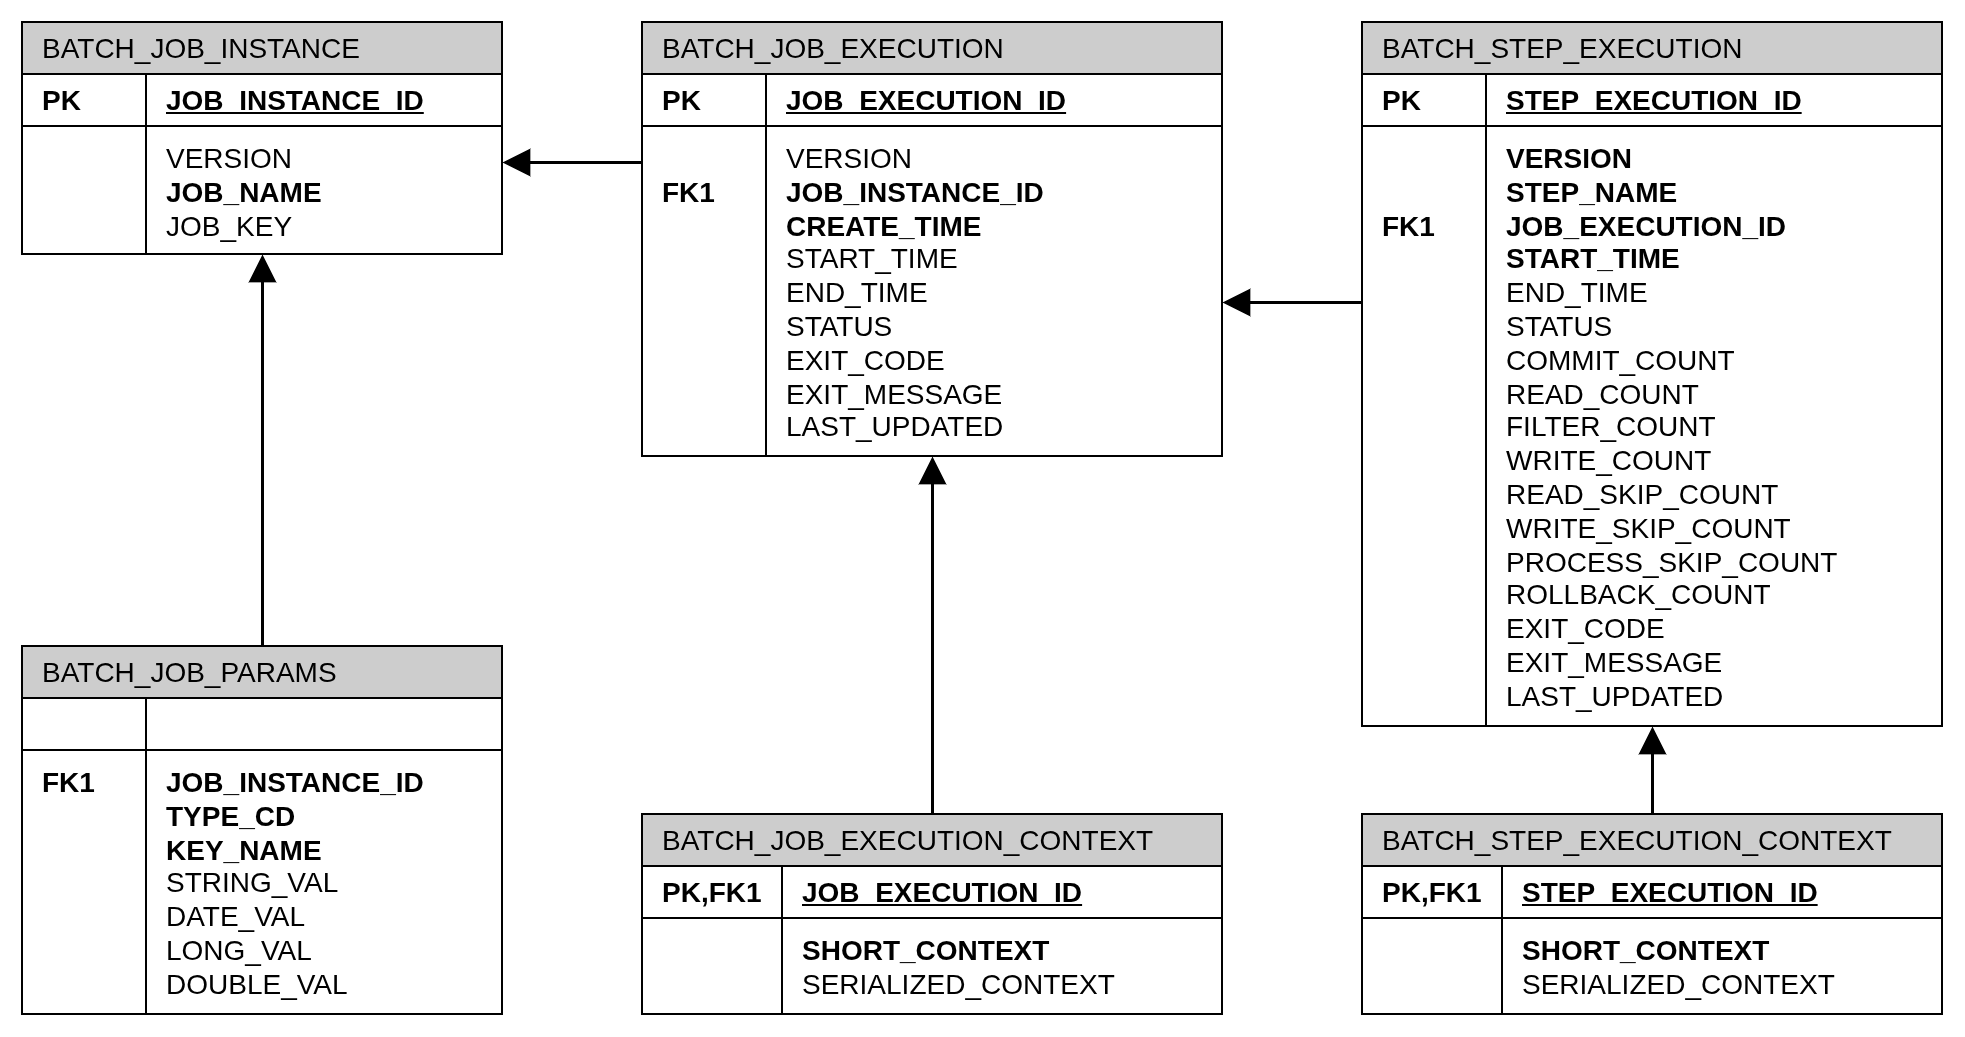 BATCH_JOB_INSTANCE
PK JOB_INSTANCE_ID
VERSION
JOB_NAME
JOB_KEY
BATCH_JOB_EXECUTION
PK JOB_EXECUTION_ID
VERSION
FK1 JOB_INSTANCE_ID
CREATE_TIME
START_TIME
END_TIME
STATUS
EXIT_CODE
EXIT_MESSAGE
LAST_UPDATED
BATCH_STEP_EXECUTION
PK STEP_EXECUTION_ID
VERSION
STEP_NAME
FK1 JOB_EXECUTION_ID
START_TIME
END_TIME
STATUS
COMMIT_COUNT
READ_COUNT
FILTER_COUNT
WRITE_COUNT
READ_SKIP_COUNT
WRITE_SKIP_COUNT
PROCESS_SKIP_COUNT
ROLLBACK_COUNT
EXIT_CODE
EXIT_MESSAGE
LAST_UPDATED
BATCH_JOB_PARAMS
FK1 JOB_INSTANCE_ID
TYPE_CD
KEY_NAME
STRING_VAL
DATE_VAL
LONG_VAL
DOUBLE_VAL
BATCH_JOB_EXECUTION_CONTEXT
PK,FK1 JOB_EXECUTION_ID
SHORT_CONTEXT
SERIALIZED_CONTEXT
BATCH_STEP_EXECUTION_CONTEXT
PK,FK1 STEP_EXECUTION_ID
SHORT_CONTEXT
SERIALIZED_CONTEXT